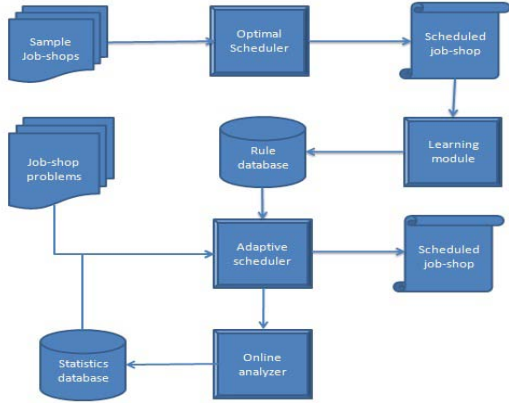 Sample
Job-shops
Optimal
Scheduler
Scheduled
job-shop
Job-shop
problems
Rule
database
Learning
module
Adaptive
scheduler
Scheduled
job-shop
Statistics
database
Online
analyzer